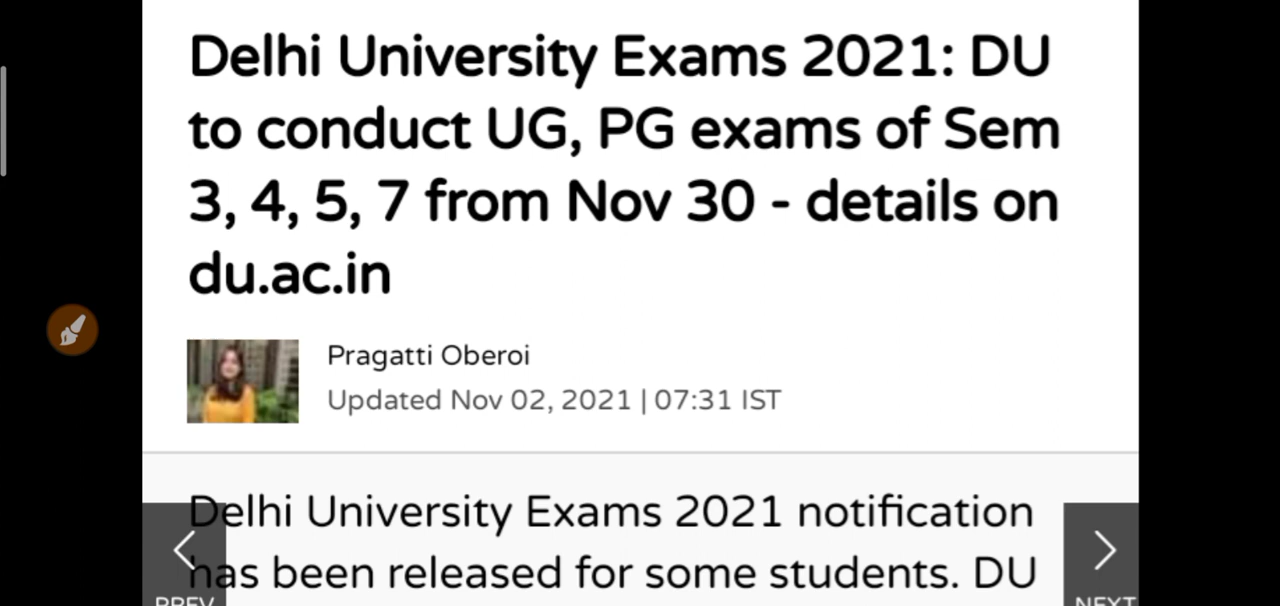 Delhi University Exams 2021: DU
to conduct UG, PG exams of Sem
3, 4, 5, 7 from Nov 30 - details on
du.ac.in
Pragatti Oberoi
Updated Nov 02, 2021 | 07:31 IST
Delhi University Exams 2021 notification
has been released for some students. DU
PREV
NEXT